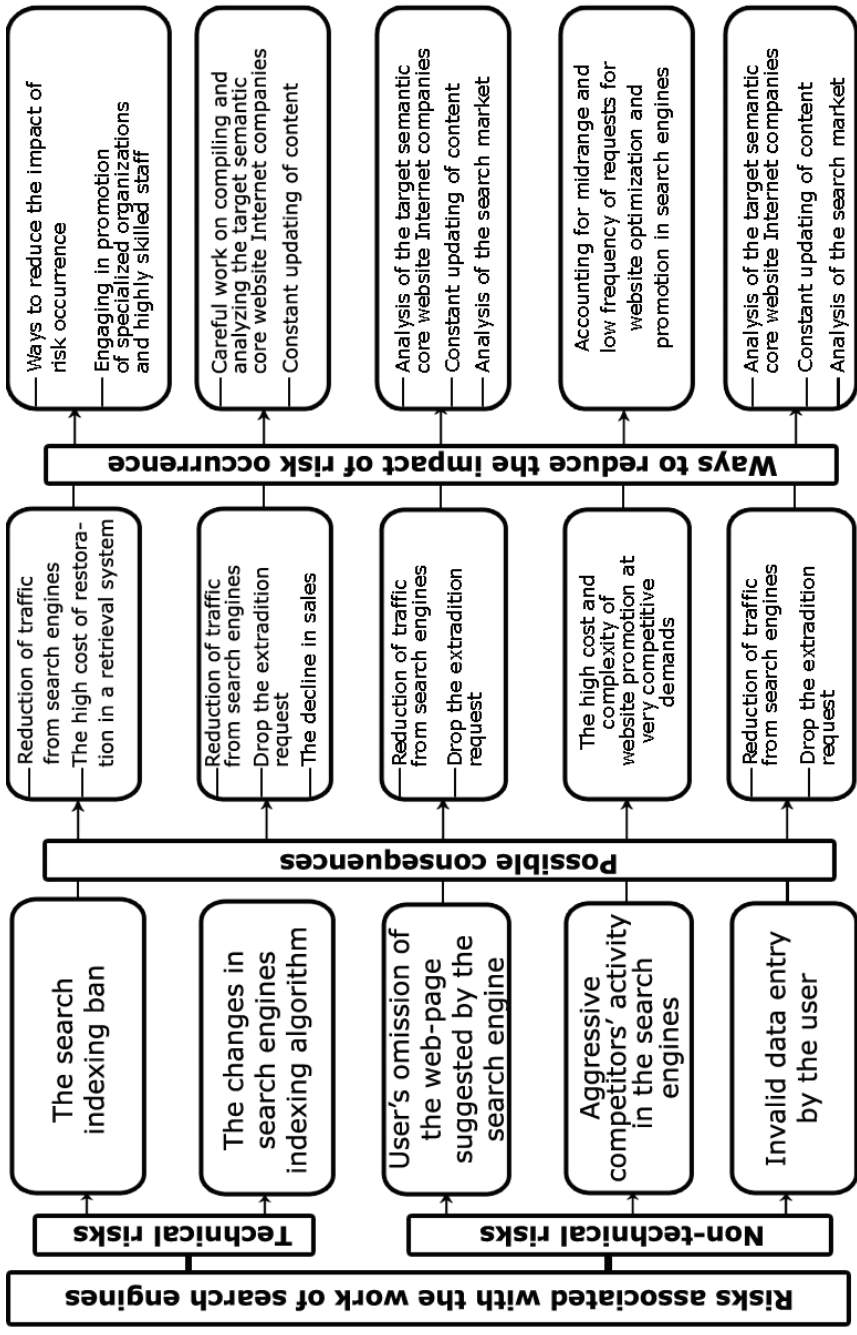 Risks associated with the work of search engines
Technical risks
Non-technical risks
The search
indexing ban
The changes in
search engines
indexing algorithm
User's omission of
the web-page
suggested by the
search engine
Aggressive
competitors' activity
in the search
engines
Invalid data entry
by the user
Possible consequences
Reduction of traffic
from search engines
The high cost of restora-
tion in a retrieval system
Reduction of traffic
from search engines
Drop the extradition
request
The decline in sales
Reduction of traffic
from search engines
Drop the extradition
request
The high cost and
complexity of
website promotion at
very competitive
demands
Reduction of traffic
from search engines
Drop the extradition
request
Ways to reduce the impact of risk occurrence
Ways to reduce the impact of
risk occurrence
Engaging in promotion
of specialized organizations
and highly skilled staff
Careful work on compiling and
analyzing the target semantic
core website Internet companies
Constant updating of content
Analysis of the target semantic
core website Internet companies
Constant updating of content
Analysis of the search market
Accounting for midrange and
low frequency of requests for
website optimization and
promotion in search engines
Analysis of the target semantic
core website Internet companies
Constant updating of content
Analysis of the search market